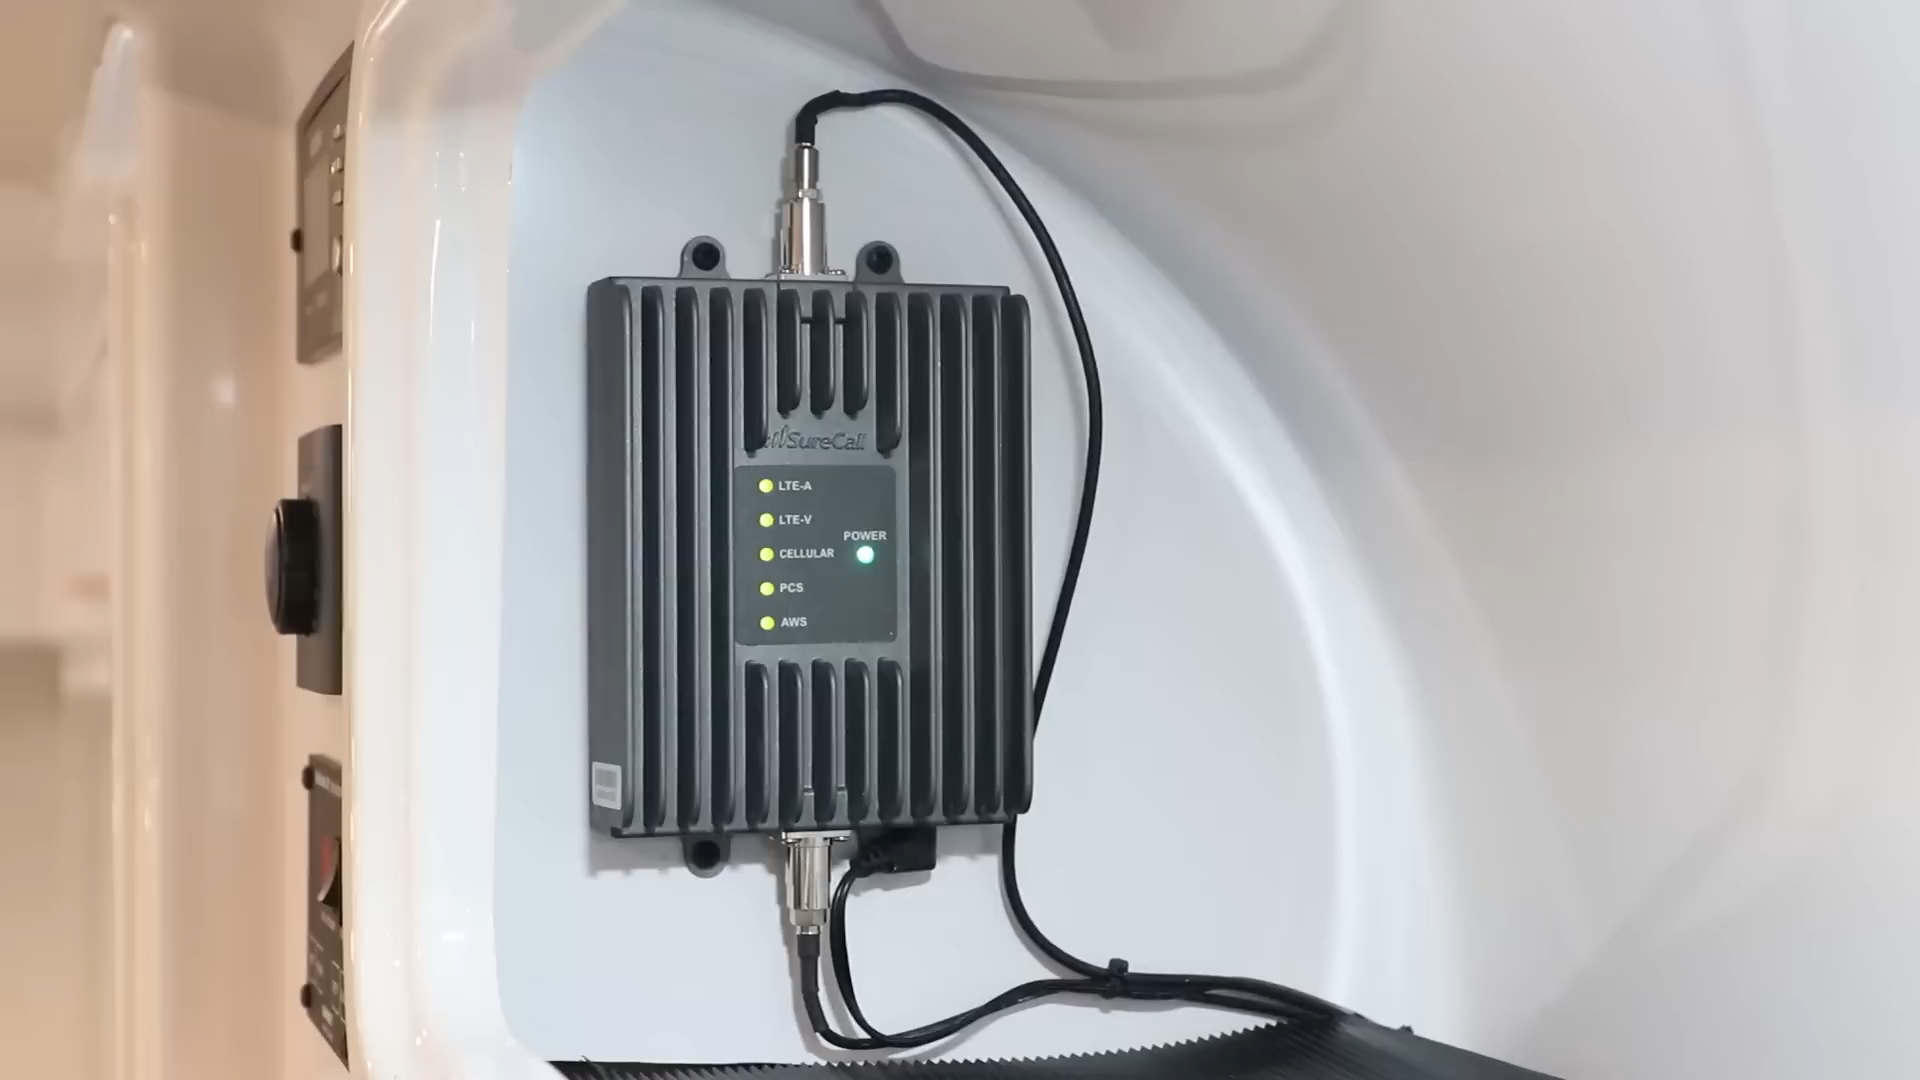 SureCall
LTE-A
LTE-V
POWER
CELLULAR
PCS
AWS